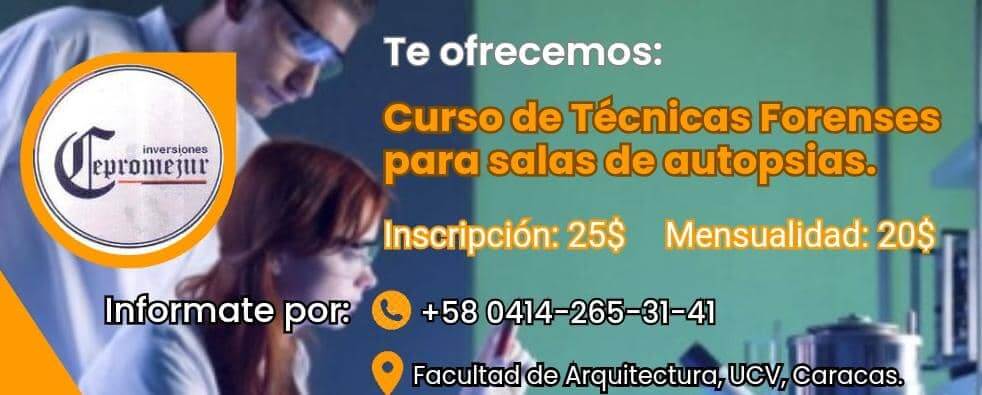 Te ofrecemos:
inversiones
Cepromejur
Curso de Técnicas Forenses
para salas de autopsias.
Inscripción: 25$ Mensualidad: 20$
Informate por: +58 0414-265-31-41
Facultad de Arquitectura, UCV, Caracas.